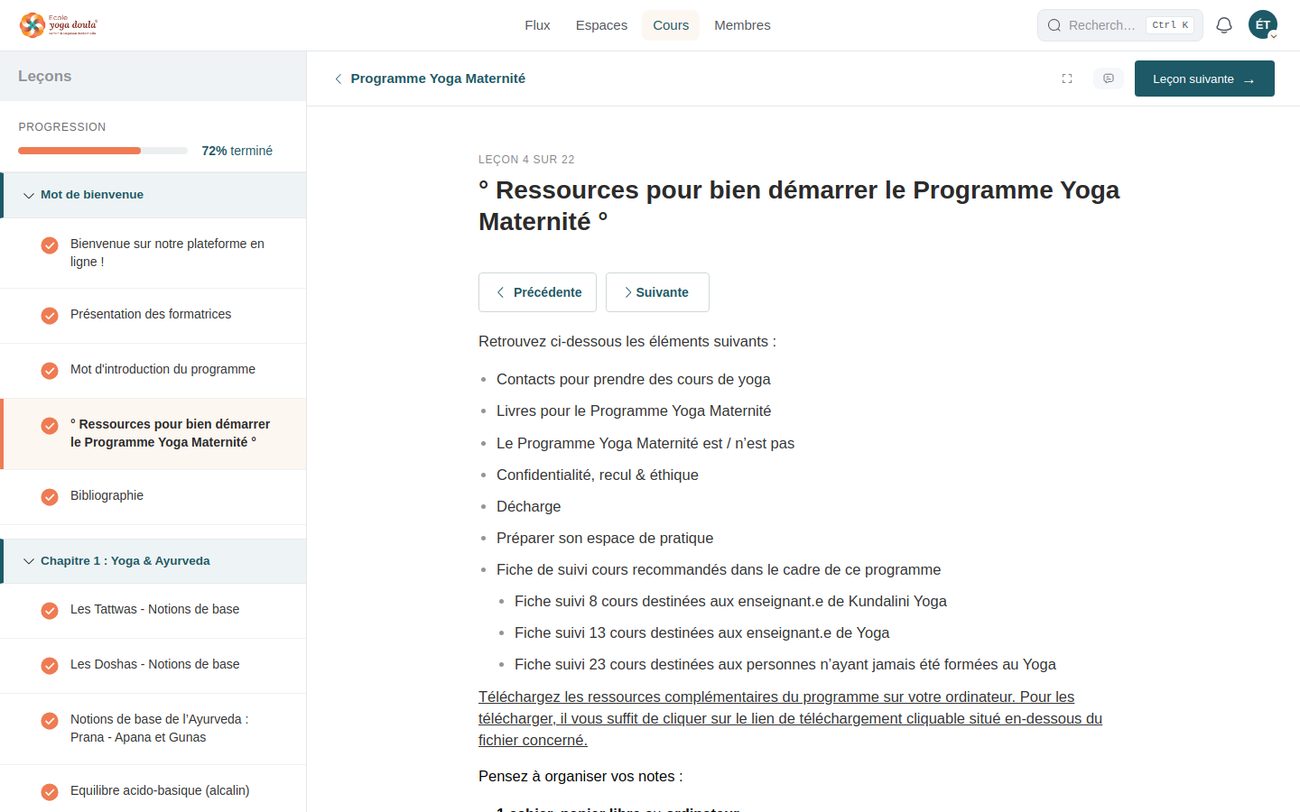 Ecole
yoga doula
Flux
Espaces
Cours
Membres
Recherch…
Ctrl K
ÉT
Leçons
Programme Yoga Maternité
Leçon suivante →
PROGRESSION
72% terminé
Mot de bienvenue
Bienvenue sur notre plateforme en
ligne !
Présentation des formatrices
Mot d'introduction du programme
° Ressources pour bien démarrer
le Programme Yoga Maternité °
Bibliographie
Chapitre 1 : Yoga & Ayurveda
Les Tattwas - Notions de base
Les Doshas - Notions de base
Notions de base de l'Ayurveda :
Prana - Apana et Gunas
Equilibre acido-basique (alcalin)
LEÇON 4 SUR 22
° Ressources pour bien démarrer le Programme Yoga
Maternité °
Précédente
Suivante
Retrouvez ci-dessous les éléments suivants :
• Contacts pour prendre des cours de yoga
• Livres pour le Programme Yoga Maternité
• Le Programme Yoga Maternité est / n'est pas
• Confidentialité, recul & éthique
• Décharge
• Préparer son espace de pratique
• Fiche de suivi cours recommandés dans le cadre de ce programme
• Fiche suivi 8 cours destinées aux enseignant.e de Kundalini Yoga
• Fiche suivi 13 cours destinées aux enseignant.e de Yoga
• Fiche suivi 23 cours destinées aux personnes n'ayant jamais été formées au Yoga
Téléchargez les ressources complémentaires du programme sur votre ordinateur. Pour les
télécharger, il vous suffit de cliquer sur le lien de téléchargement cliquable situé en-dessous du
fichier concerné.
Pensez à organiser vos notes :
1 cahier, papier libre ou ordinateur